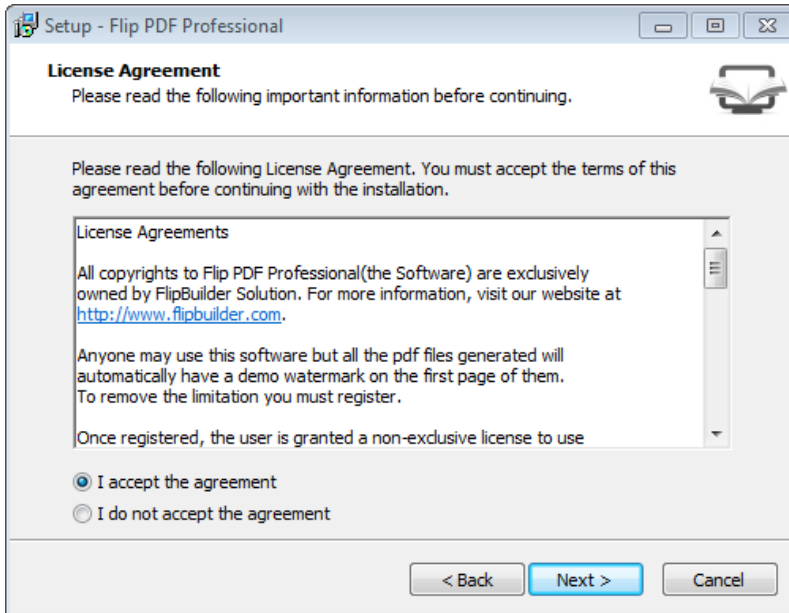 Setup - Flip PDF Professional
License Agreement
Please read the following important information before continuing.
Please read the following License Agreement. You must accept the terms of this
agreement before continuing with the installation.
License Agreements
All copyrights to Flip PDF Professional(the Software) are exclusively
owned by FlipBuilder Solution. For more information, visit our website at
http://www.flipbuilder.com.
Anyone may use this software but all the pdf files generated will
automatically have a demo watermark on the first page of them.
To remove the limitation you must register.
Once registered, the user is granted a non-exclusive license to use
I accept the agreement
I do not accept the agreement
< Back Next > Cancel